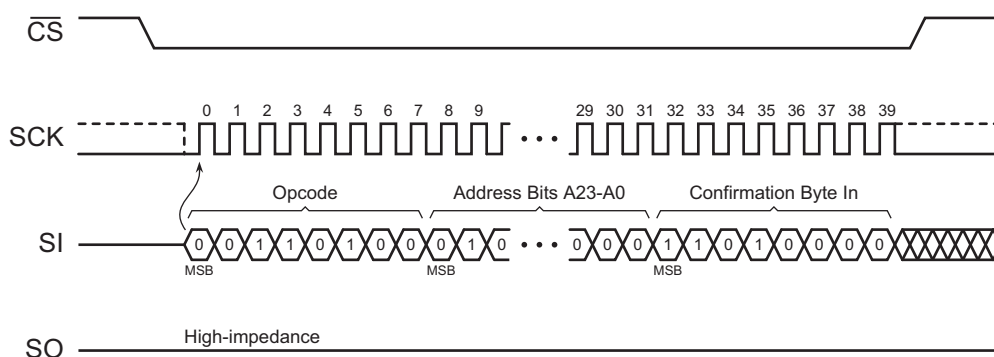 CS
0 1 2 3 4 5 6 7 8 9 29 30 31 32 33 34 35 36 37 38 39
SCK
Opcode Address Bits A23-A0 Confirmation Byte In
SI 0 0 1 1 0 1 0 0 0 1 0 0 0 0 1 1 0 1 0 0 0 0
MSB MSB MSB
High-impedance
SO